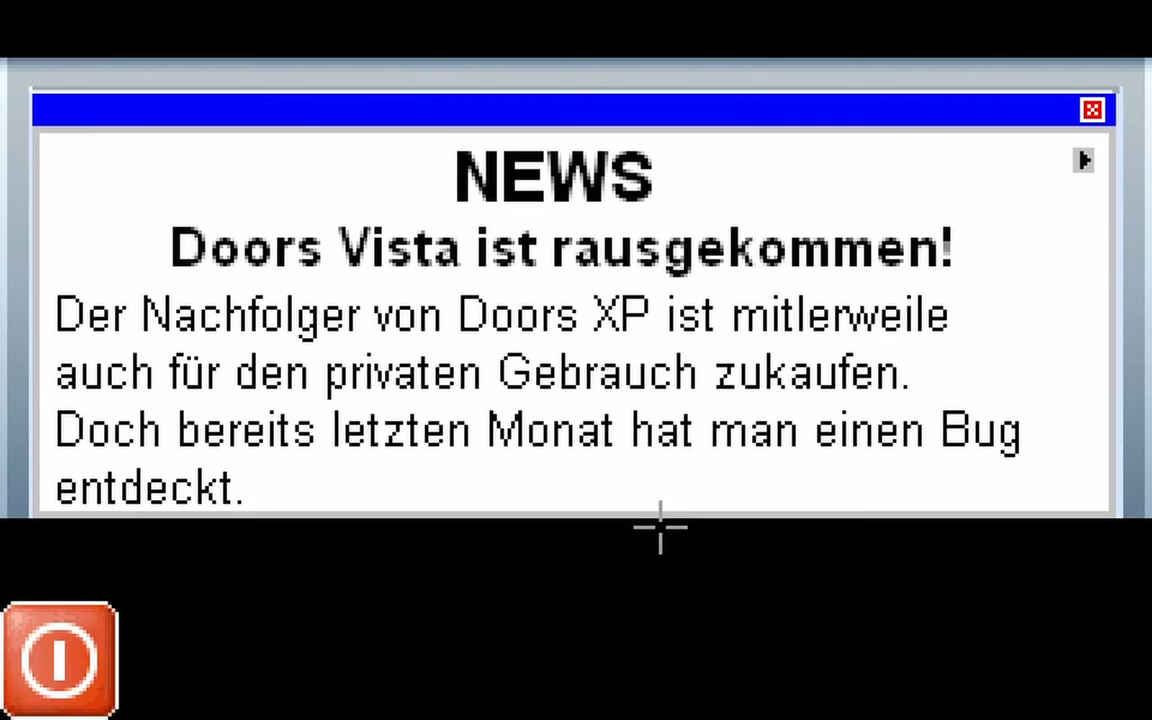 NEWS
Doors Vista ist rausgekommen!
Der Nachfolger von Doors XP ist mitlerweile
auch für den privaten Gebrauch zukaufen.
Doch bereits letzten Monat hat man einen Bug
entdeckt.